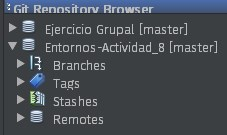 Git Repository Browser
Ejercicio Grupal [master]
Entornos-Actividad_8 [master]
Branches
Tags
Stashes
Remotes